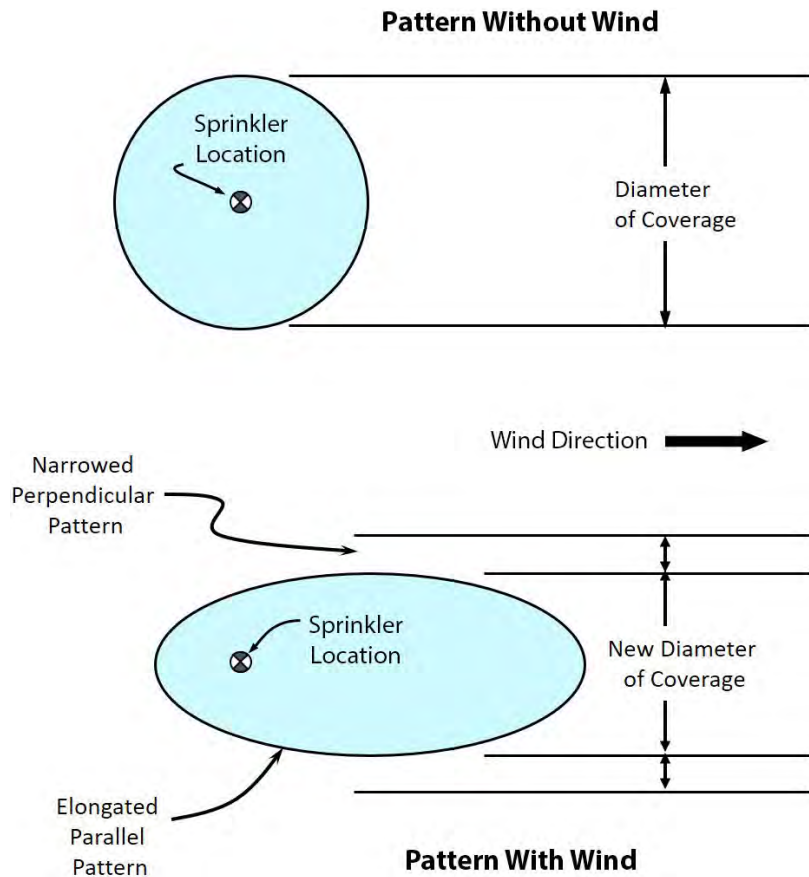 Pattern Without Wind
Sprinkler
Location
Diameter
of Coverage
Wind Direction
Narrowed
Perpendicular
Pattern
Sprinkler
Location
New Diameter
of Coverage
Elongated
Parallel
Pattern
Pattern With Wind